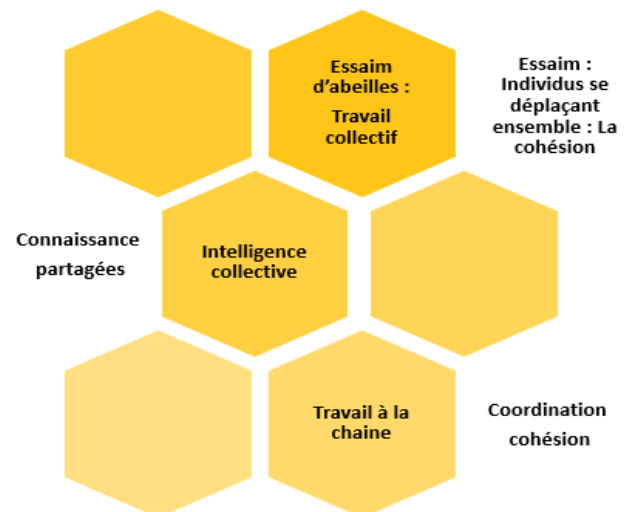 Essaim
d'abeilles :
Travail
collectif
Essaim :
Individus se
déplaçant
ensemble : La
cohésion
Connaissance
partagées
Intelligence
collective
Travail à la
chaine
Coordination
cohésion